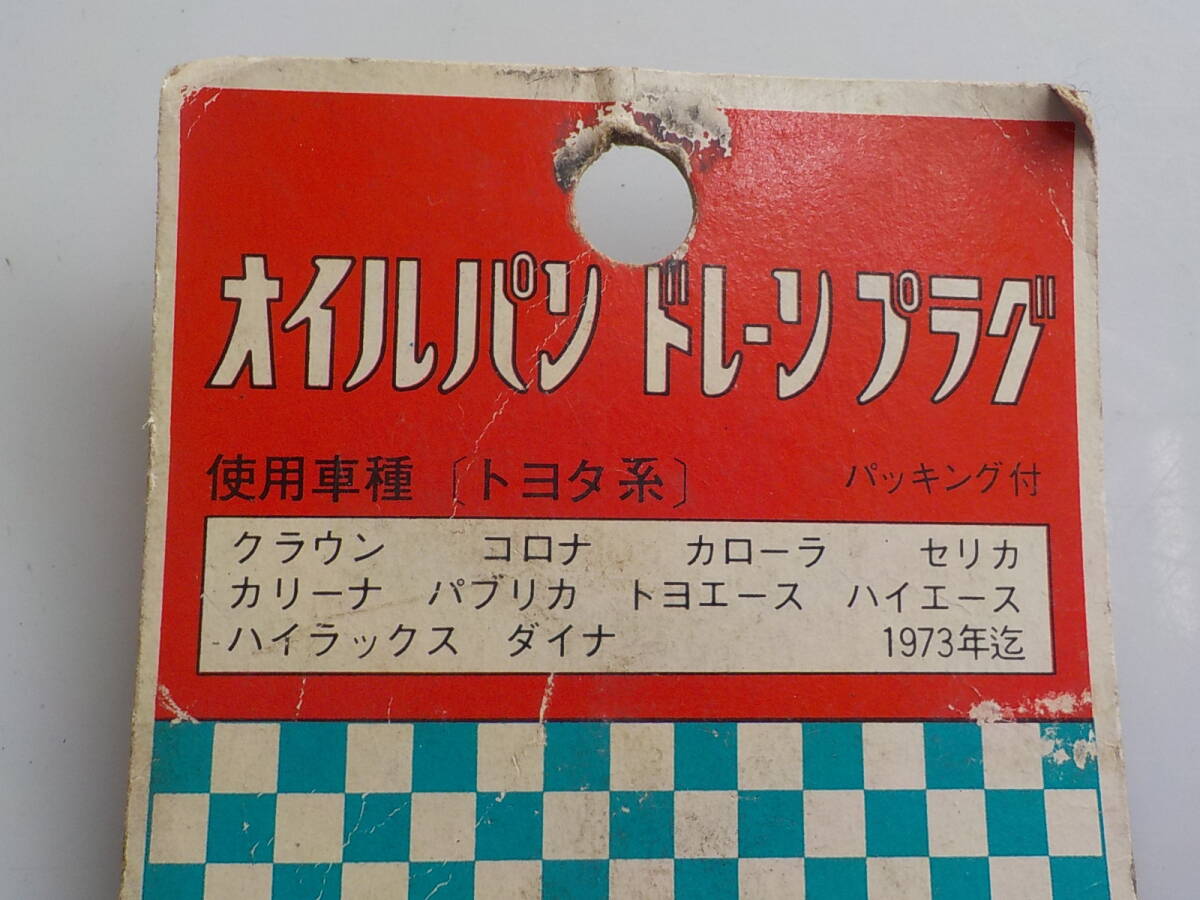 オイルパン ドレーン プラグ
使用車種〔トヨタ系〕 パッキング付
クラウン コロナ カローラ セリカ
カリーナ パブリカ トヨエース ハイエース
ハイラックス ダイナ 1973年迄